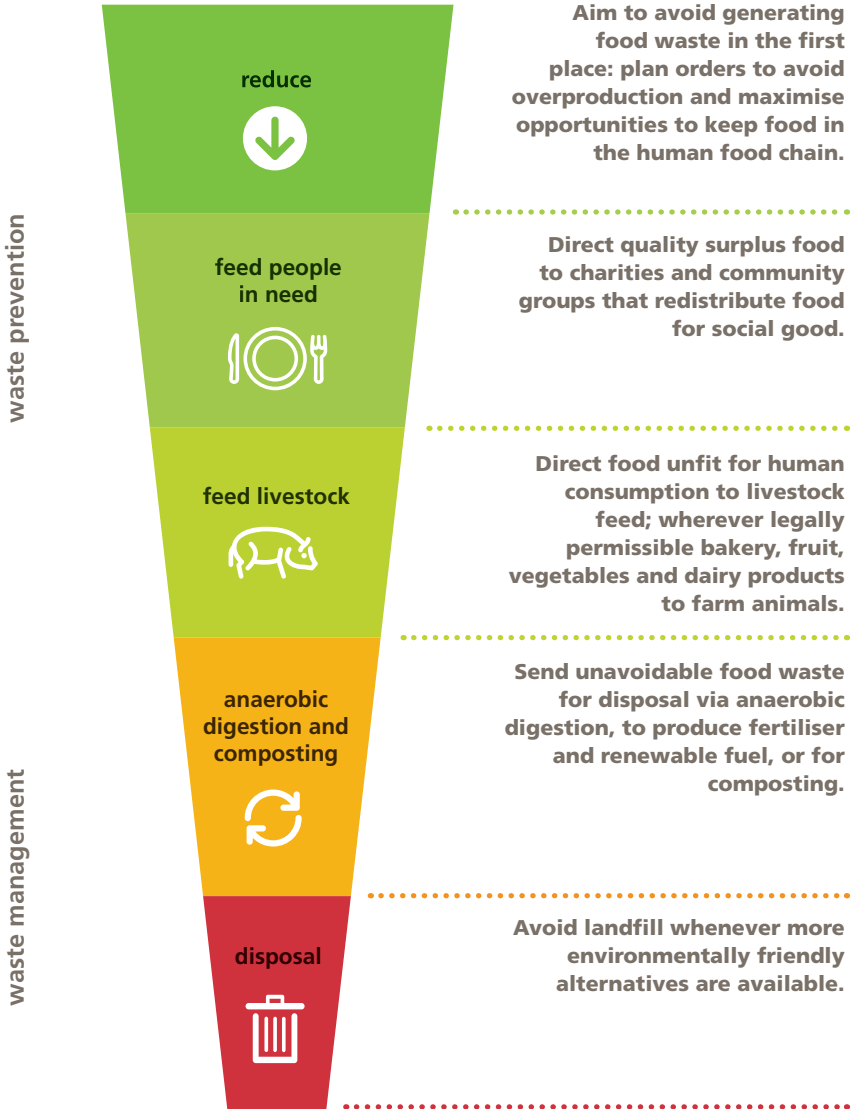 reduce
Aim to avoid generating
food waste in the first
place: plan orders to avoid
overproduction and maximise
opportunities to keep food in
the human food chain.
waste prevention
feed people
in need
Direct quality surplus food
to charities and community
groups that redistribute food
for social good.
feed livestock
Direct food unfit for human
consumption to livestock
feed; wherever legally
permissible bakery, fruit,
vegetables and dairy products
to farm animals.
waste management
anaerobic
digestion and
composting
Send unavoidable food waste
for disposal via anaerobic
digestion, to produce fertiliser
and renewable fuel, or for
composting.
disposal
Avoid landfill whenever more
environmentally friendly
alternatives are available.